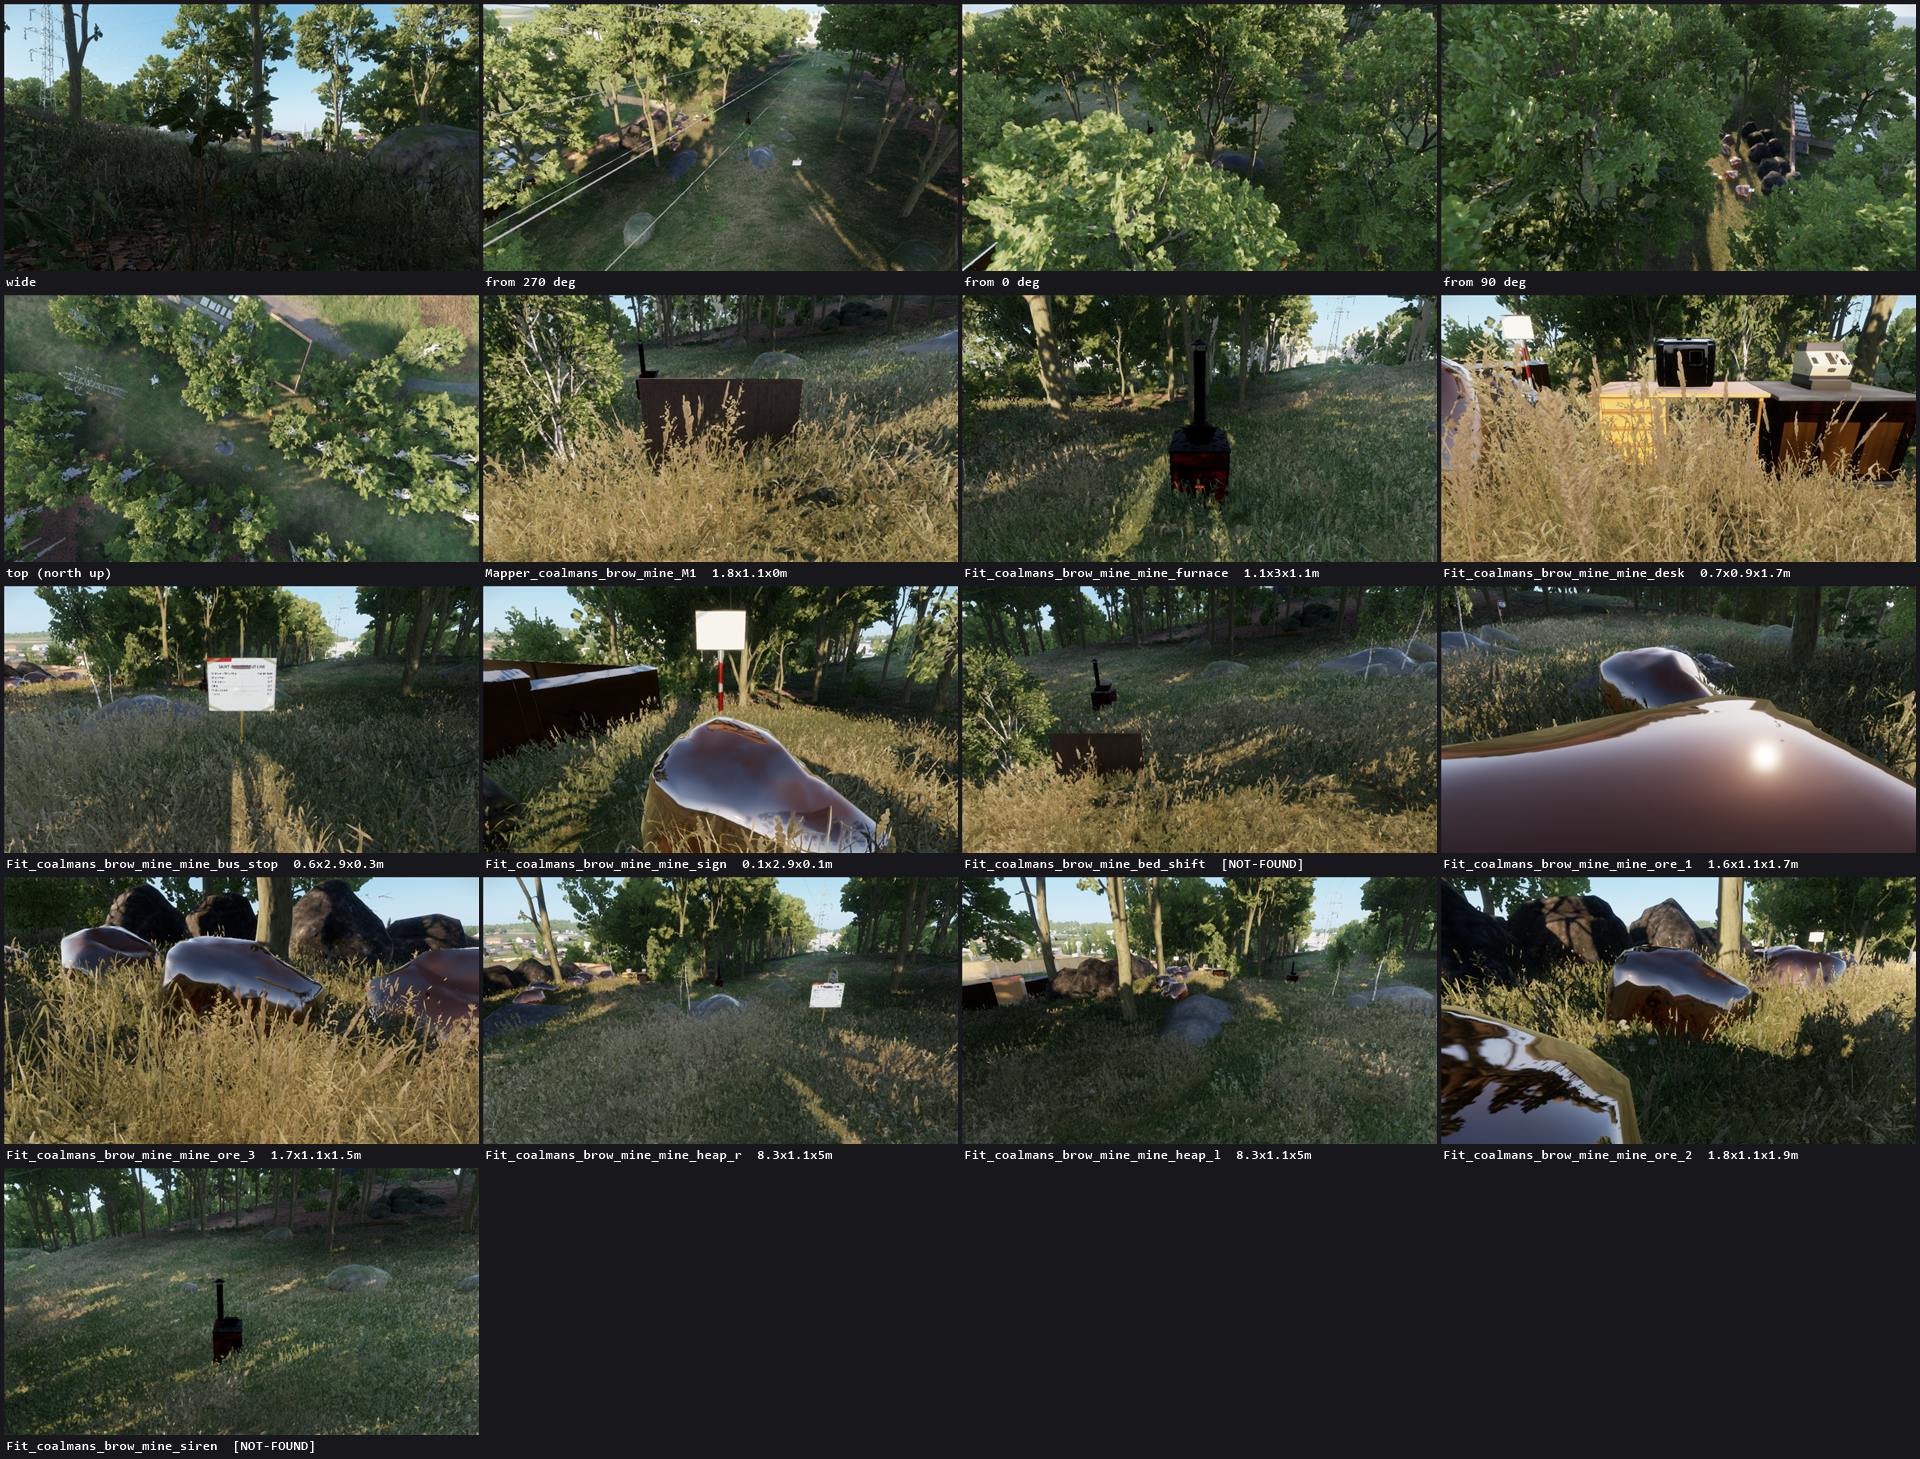 wide
from 270 deg
from 0 deg
from 90 deg
top (north up)
Mapper_coalmans_brow_mine_M1 1.8x1.1x0m
Fit_coalmans_brow_mine_mine_furnace 1.1x3x1.1m
Fit_coalmans_brow_mine_mine_desk 0.7x0.9x1.7m
Fit_coalmans_brow_mine_mine_bus_stop 0.6x2.9x0.3m
Fit_coalmans_brow_mine_mine_sign 0.1x2.9x0.1m
Fit_coalmans_brow_mine_bed_shift [NOT-FOUND]
Fit_coalmans_brow_mine_mine_ore_1 1.6x1.1x1.7m
Fit_coalmans_brow_mine_mine_ore_3 1.7x1.1x1.5m
Fit_coalmans_brow_mine_mine_heap_r 8.3x1.1x5m
Fit_coalmans_brow_mine_mine_heap_l 8.3x1.1x5m
Fit_coalmans_brow_mine_mine_ore_2 1.8x1.1x1.9m
Fit_coalmans_brow_mine_siren [NOT-FOUND]